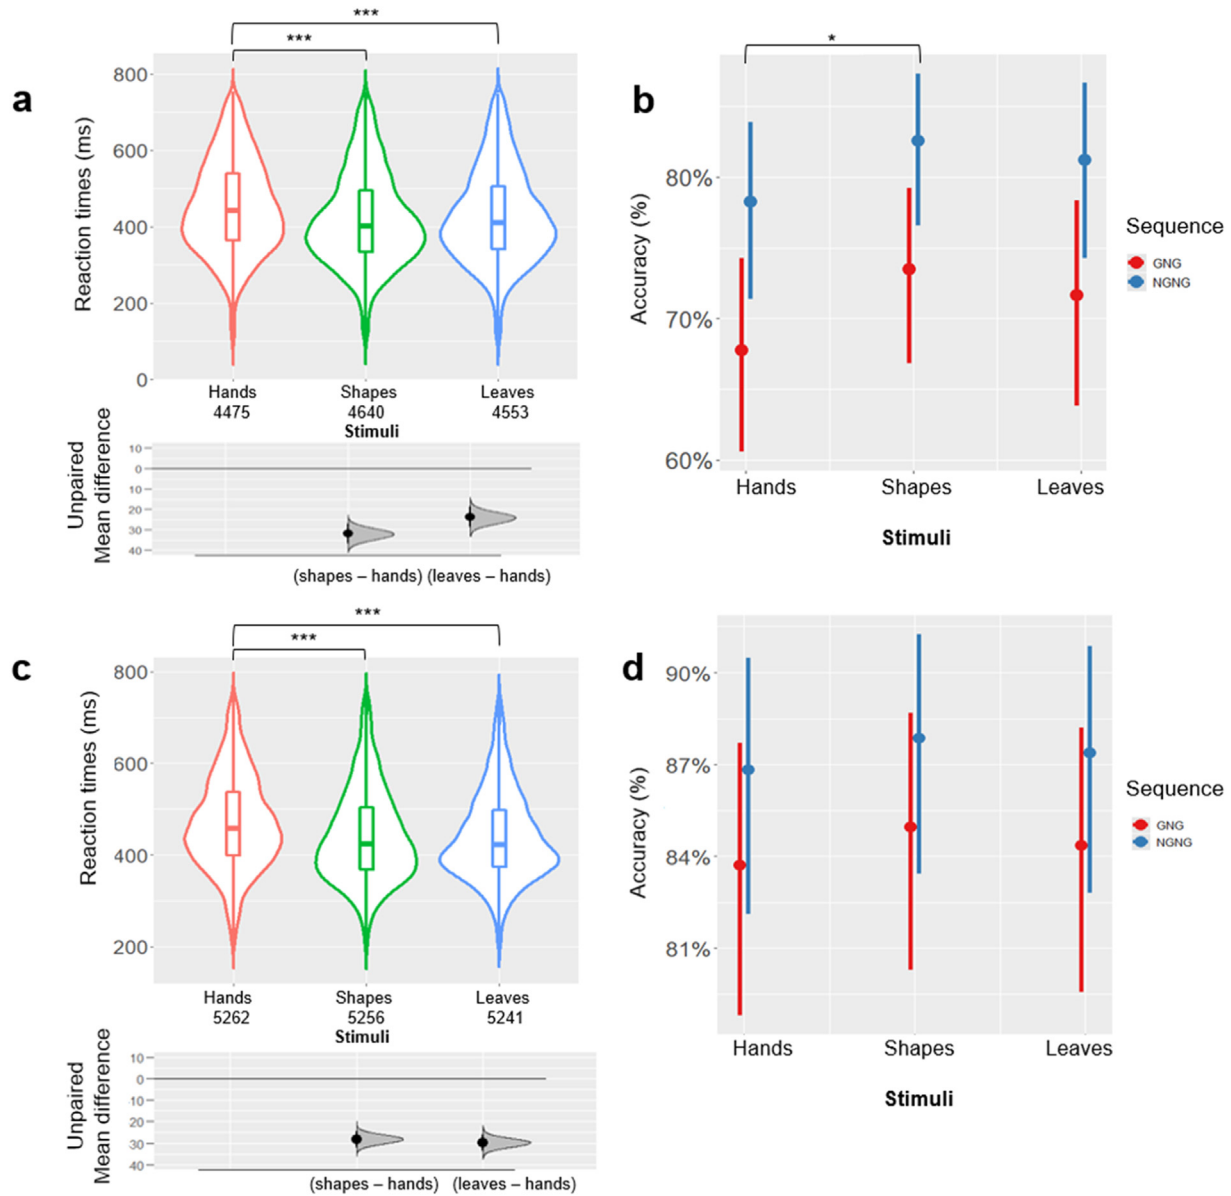 a
***
***
Reaction times (ms)
800
600
400
200
0
Hands
Shapes
Leaves
4475
4640
4553
Stimuli
Unpaired
Mean difference
10
0
10
20
30
40
(shapes – hands) (leaves – hands)
b
*
Accuracy (%)
80%
70%
60%
Hands
Shapes
Leaves
Stimuli
Sequence
GNG
NGNG
c
***
***
Reaction times (ms)
800
600
400
200
Hands
Shapes
Leaves
5262
5256
5241
Stimuli
Unpaired
Mean difference
10
0
10
20
30
40
(shapes – hands) (leaves – hands)
d
Accuracy (%)
90%
87%
84%
81%
Hands
Shapes
Leaves
Stimuli
Sequence
GNG
NGNG